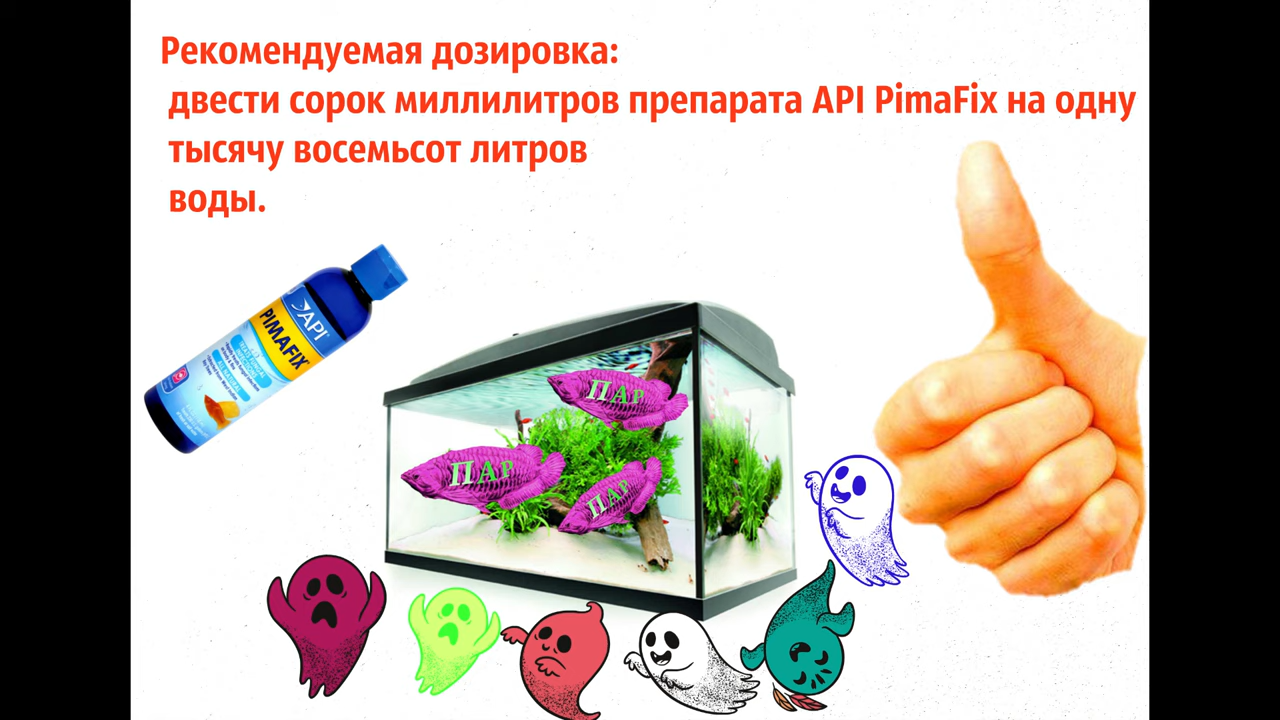 Рекомендуемая дозировка:
двести сорок миллилитров препарата API PimaFix на одну
тысячу восемьсот литров
воды.
API
PIMAFIX
ПАР
ПАР
ПАР